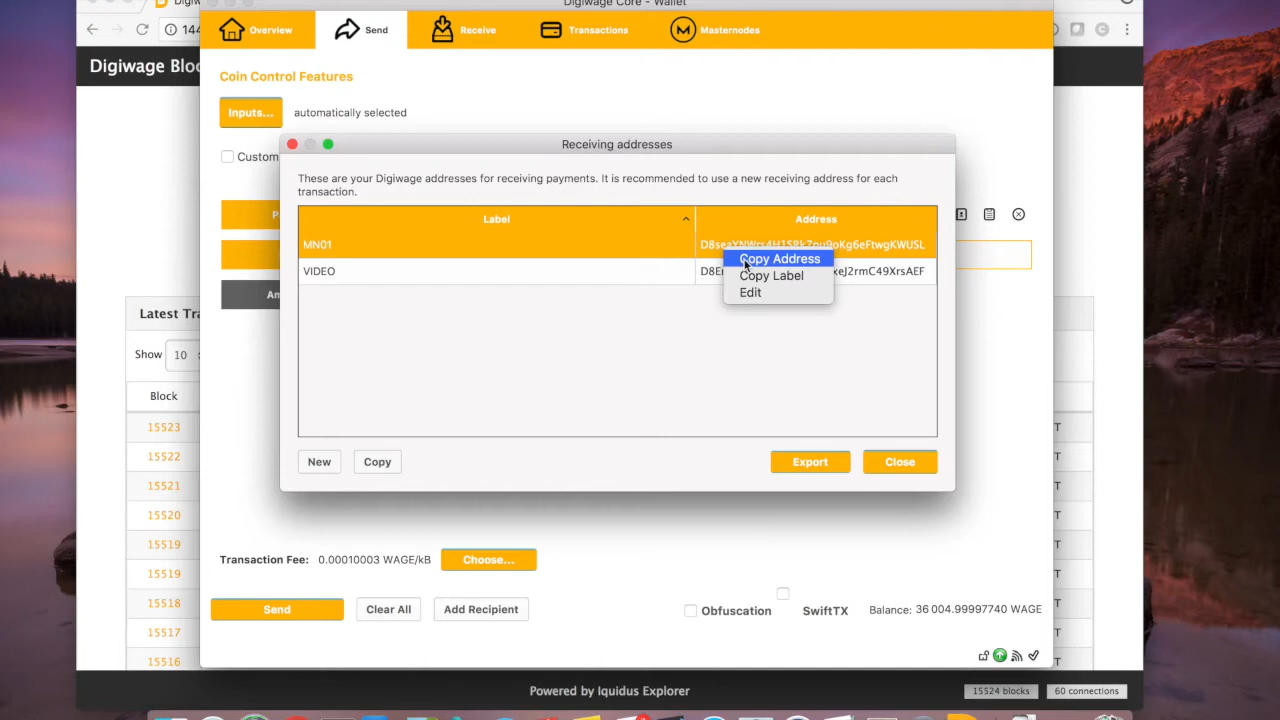 Digiwage Core - Wallet
Overview
Send
Receive
Transactions
Masternodes
Digiwage
Coin Control Features
Inputs...
automatically selected
Custom
Receiving addresses
These are your Digiwage addresses for receiving payments. It is recommended to use a new receiving address for each
transaction.
Label
Address
MN01
VIDEO
Copy Address
Copy Label
Edit
New
Copy
Export
Close
Latest
Show
10
Block
15523
15522
15521
15520
15519
15519
15518
15517
15516
T
T
T
T
T
T
T
T
T
Transaction Fee:
0.00010003 WAGE/kB
Choose...
Send
Clear All
Add Recipient
Obfuscation
SwiftTX
Balance: 36 004.99997740 WAGE
Powered by Iquidus Explorer
15524 blocks
60 connections